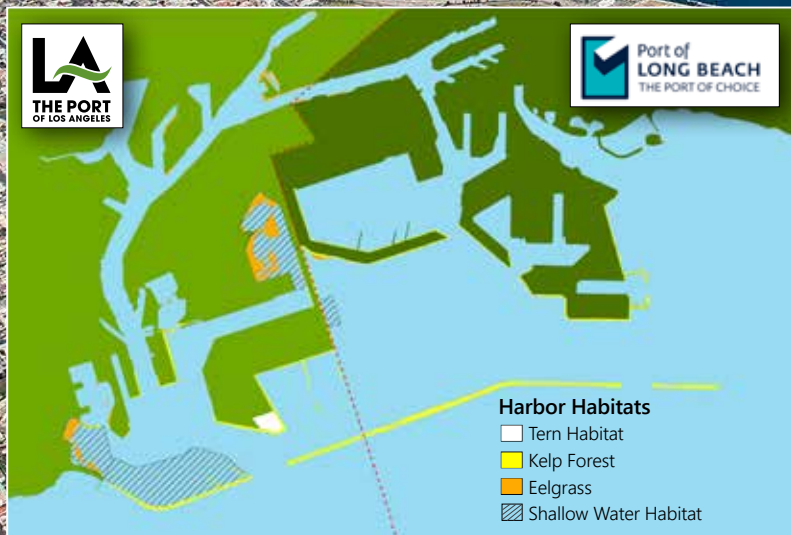 LA
THE PORT
OF LOS ANGELES
Port of
LONG BEACH
THE PORT OF CHOICE
Harbor Habitats
Tern Habitat
Kelp Forest
Eelgrass
Shallow Water Habitat